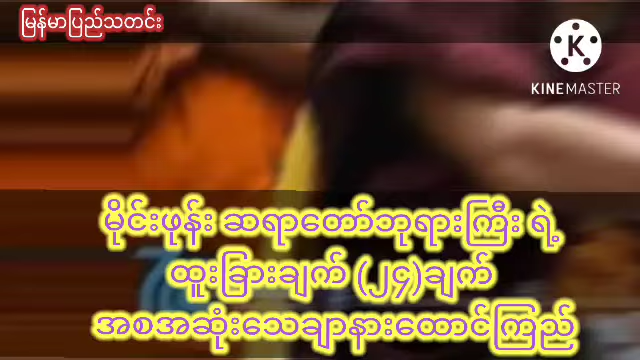 မြန်မာပြည်သတင်း
KINEMASTER
မိုင်းဖုန်း ဆရာတော်ဘုရားကြီး ရဲ့
ထူးခြားချက် (၂၄)ချက်
အစအဆုံးသေချာနားထောင်ကြည်